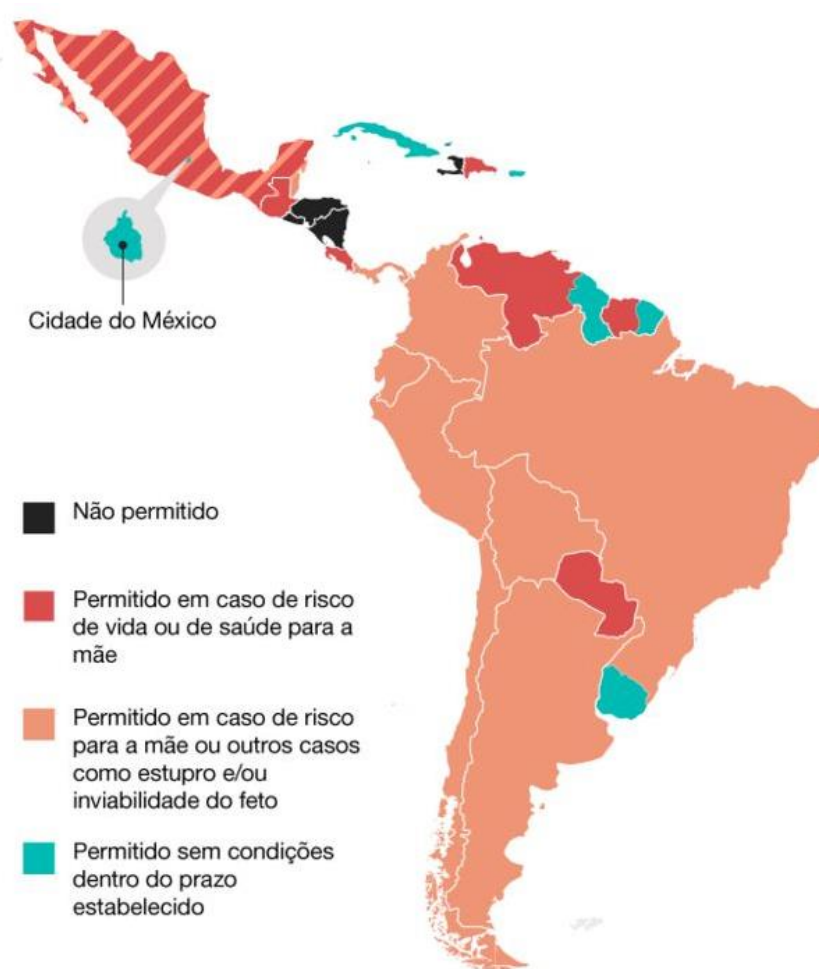 Cidade do México
Não permitido
Permitido em caso de risco
de vida ou de saúde para a
mãe
Permitido em caso de risco
para a mãe ou outros casos
como estupro e/ou
inviabilidade do feto
Permitido sem condições
dentro do prazo
estabelecido